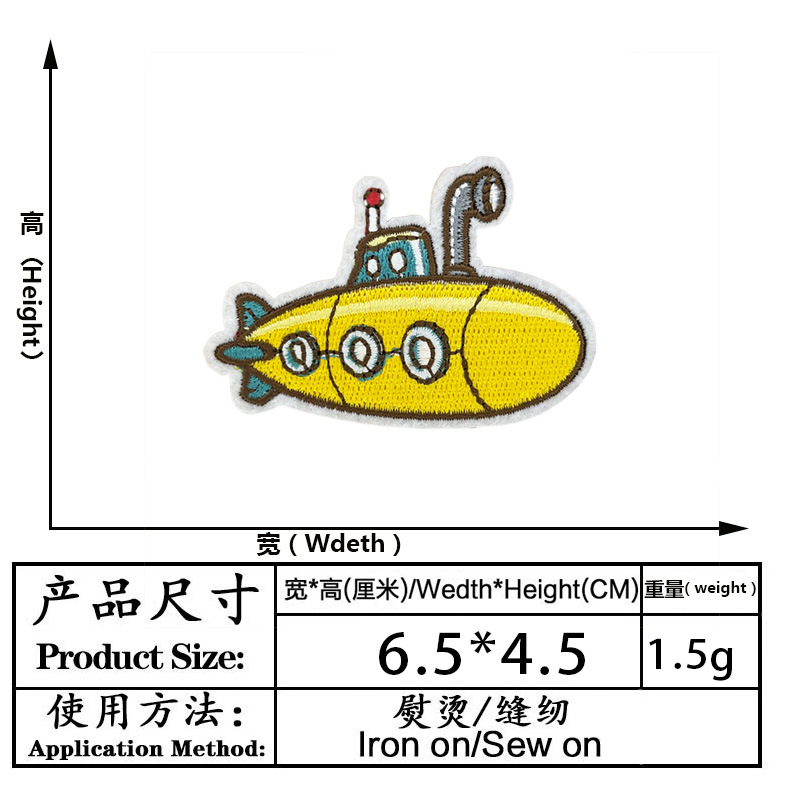 高(Height)
宽(Wdeth)
产品尺寸
Product Size:
宽*高(厘米)/Wedth*Height(CM)
重量(weight)
6.5*4.5
1.5g
使用方法:
Application Method:
熨烫/缝纫
Iron on/Sew on